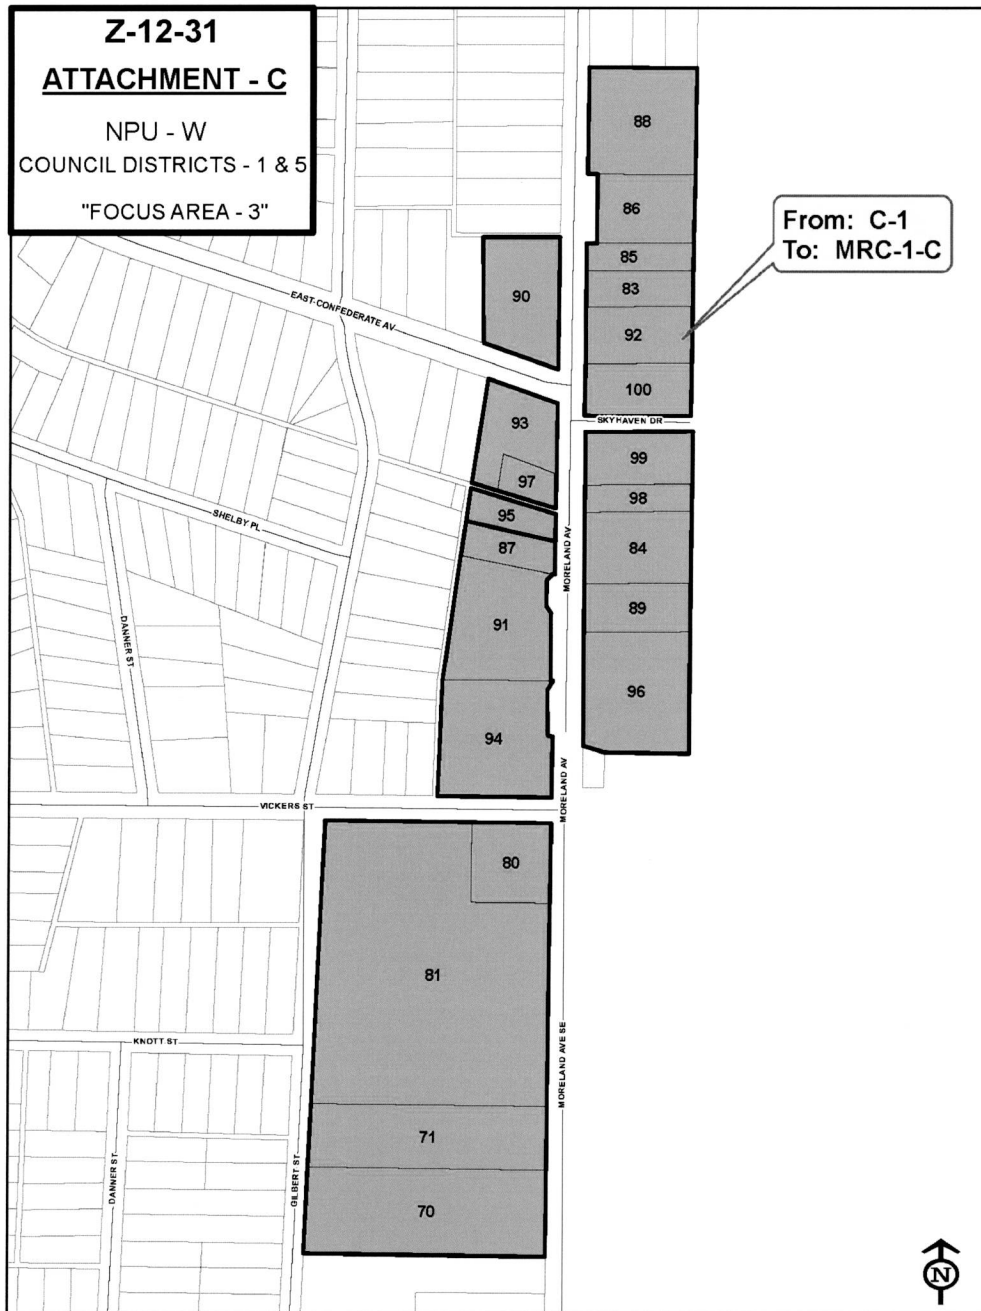 Z-12-31
ATTACHMENT - C
NPU - W
COUNCIL DISTRICTS - 1 & 5
"FOCUS AREA - 3"
88
86
85
83
92
100
From: C-1
To: MRC-1-C
90
EAST-CONFEDERATE AV
SKYHAVEN DR
93
97
99
98
95
87
84
SHELBY PL
MORELAND AV
91
89
DANNER ST
96
94
MORELAND AV
VICKERS ST
80
81
KNOTT ST
MORELAND AVE SE
71
DANNER ST
GILBERT ST
70
N